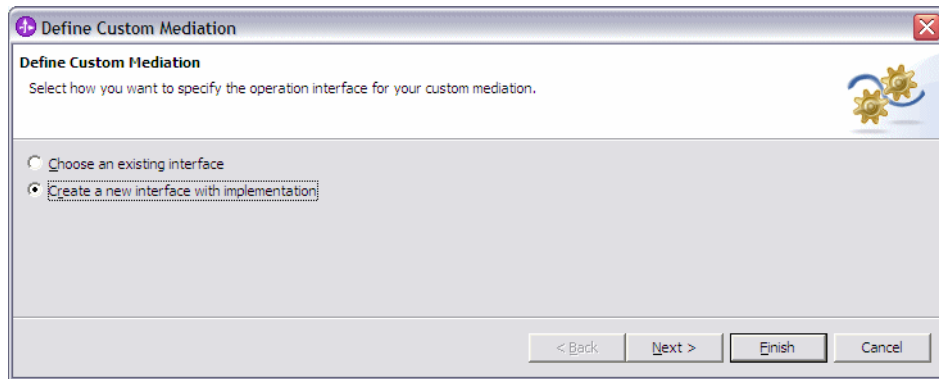 Define Custom Mediation
Define Custom Mediation
Select how you want to specify the operation interface for your custom mediation.
Choose an existing interface
Create a new interface with implementation
< Back Next > Finish Cancel